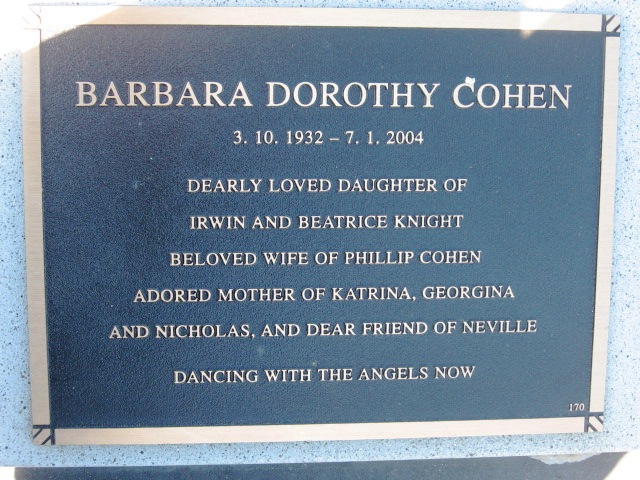 BARBARA DOROTHY COHEN
3. 10. 1932 – 7. 1. 2004
DEARLY LOVED DAUGHTER OF
IRWIN AND BEATRICE KNIGHT
BELOVED WIFE OF PHILLIP COHEN
ADORED MOTHER OF KATRINA, GEORGINA
AND NICHOLAS, AND DEAR FRIEND OF NEVILLE
DANCING WITH THE ANGELS NOW
170